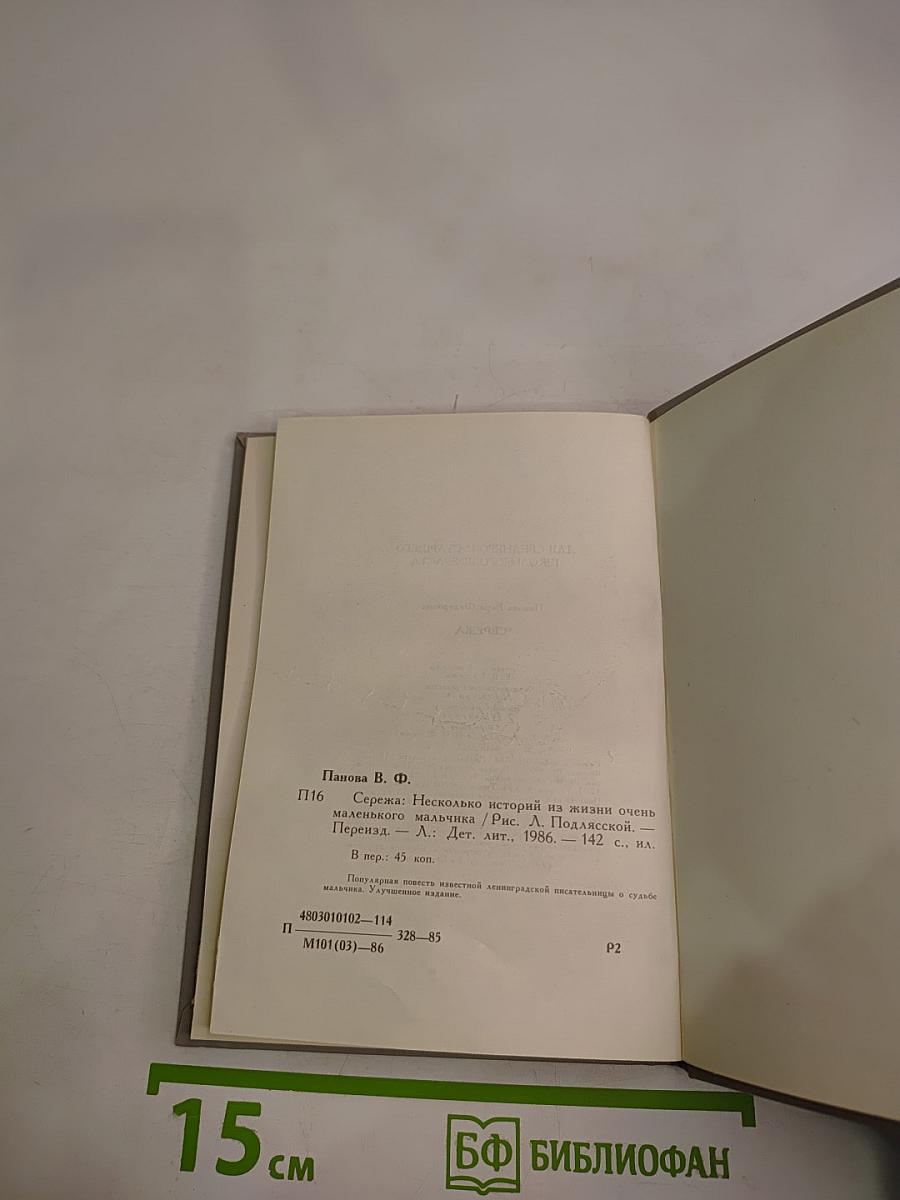 Панова В. Ф.
П16 Сережа: Несколько историй из жизни очень
маленького мальчика / Рис. Л. Подлясской. —
Переизд. — Л.: Дет. лит., 1986. — 142 с., ил.
В пер.: 45 коп.
Популярная повесть известной ленинградской писательницы о судьбе
мальчика. Улучшенное издание.
П 4803010102—114 328—85
М101(03)—86
Р2
15 см
БФ БИБЛИОФАН